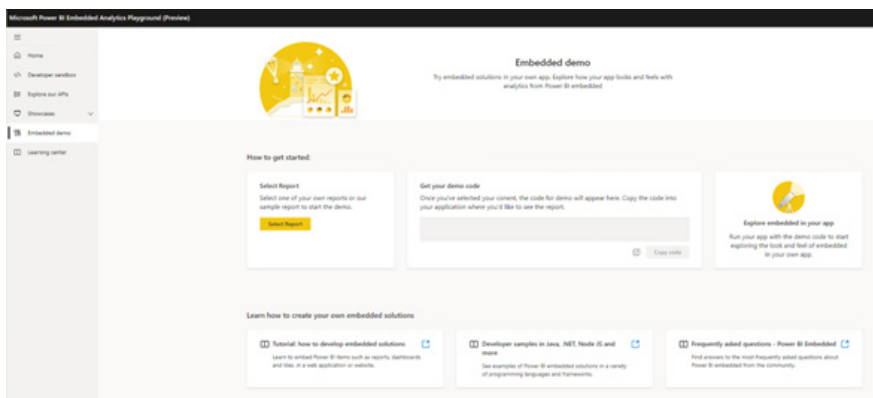 Microsoft Power BI Embedded Analytics Playground (Preview)
Home
Developer sandbox
Explore our APIs
Showcases
Embedded demo
Learning center
Embedded demo
Try embedded solutions in your own app. Explore how your app looks and feels with
analytics from Power BI embedded
How to get started:
Select Report
Select one of your own reports or our
sample report to start the demo.
Select Report
Get your demo code
Once you've selected your conent, the code for demo will appear here. Copy the code into
your application where you'd like to see the report.
Copy code
Explore embedded in your app
Run your app with the demo code to start
exploring the look and feel of embedded
in your own app.
Learn how to create your own embedded solutions
Tutorial: how to develop embedded solutions
Learn to embed Power BI items such as reports, dashboards
and tiles, in a web application or website.
Developer samples in Java, .NET, Node JS and
more
See examples of Power BI embedded solutions in a variety
of programming languages and frameworks.
Frequently asked questions - Power BI Embedded
Find answers to the most frequently asked questions about
Power BI embedded from the community.